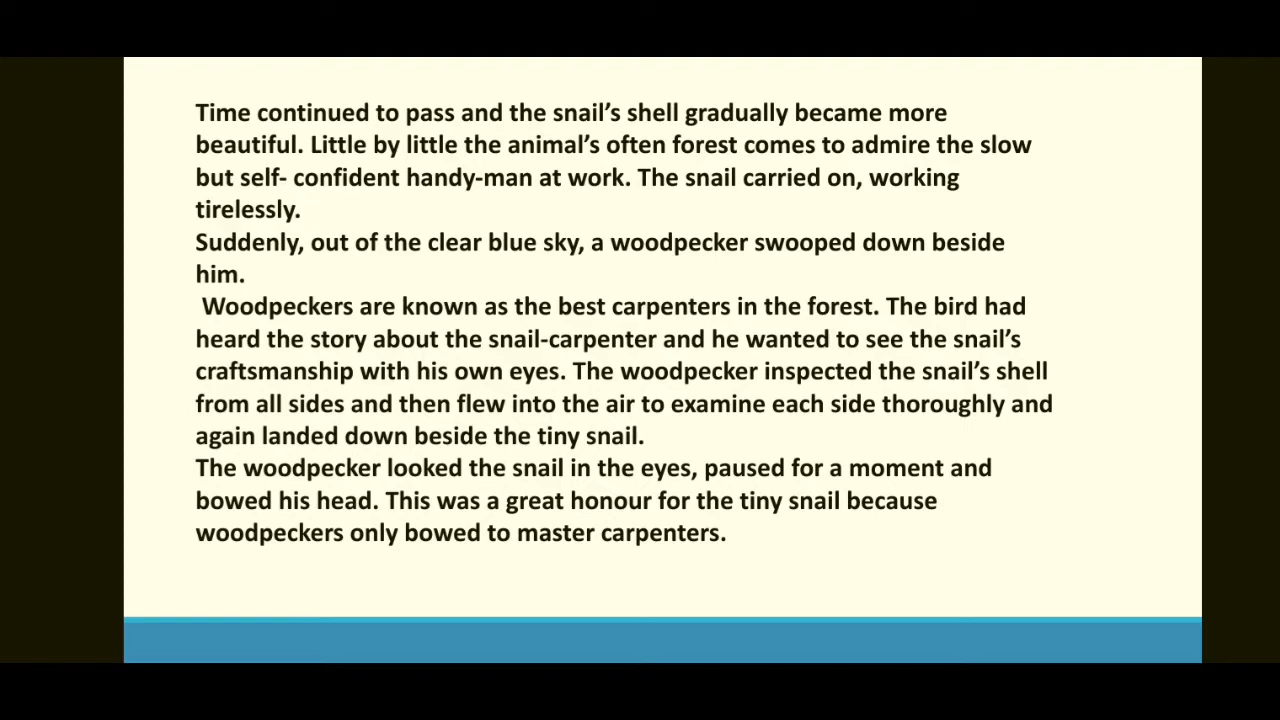 Time continued to pass and the snail’s shell gradually became more
beautiful. Little by little the animal’s often forest comes to admire the slow
but self- confident handy-man at work. The snail carried on, working
tirelessly.
Suddenly, out of the clear blue sky, a woodpecker swooped down beside
him.
Woodpeckers are known as the best carpenters in the forest. The bird had
heard the story about the snail-carpenter and he wanted to see the snail’s
craftsmanship with his own eyes. The woodpecker inspected the snail’s shell
from all sides and then flew into the air to examine each side thoroughly and
again landed down beside the tiny snail.
The woodpecker looked the snail in the eyes, paused for a moment and
bowed his head. This was a great honour for the tiny snail because
woodpeckers only bowed to master carpenters.